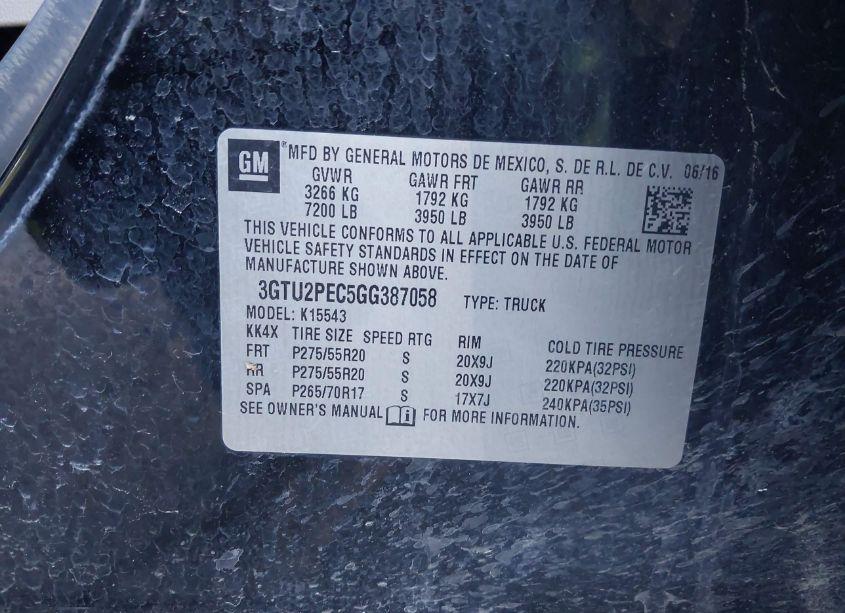 GM ® MFD BY GENERAL MOTORS DE MEXICO, S. DE R.L. DE C.V. 06/16
GVWR GAWR FRT GAWR RR
3266 KG 1792 KG 1792 KG
7200 LB 3950 LB 3950 LB
THIS VEHICLE CONFORMS TO ALL APPLICABLE U.S. FEDERAL MOTOR
VEHICLE SAFETY STANDARDS IN EFFECT ON THE DATE OF
MANUFACTURE SHOWN ABOVE.
3GTU2PEC5GG387058 TYPE: TRUCK
MODEL: K15543
KK4X TIRE SIZE SPEED RTG RIM COLD TIRE PRESSURE
FRT P275/55R20 S 20X9J 220KPA(32PSI)
RR P275/55R20 S 20X9J 220KPA(32PSI)
SPA P265/70R17 S 17X7J 240KPA(35PSI)
SEE OWNER'S MANUAL FOR MORE INFORMATION.